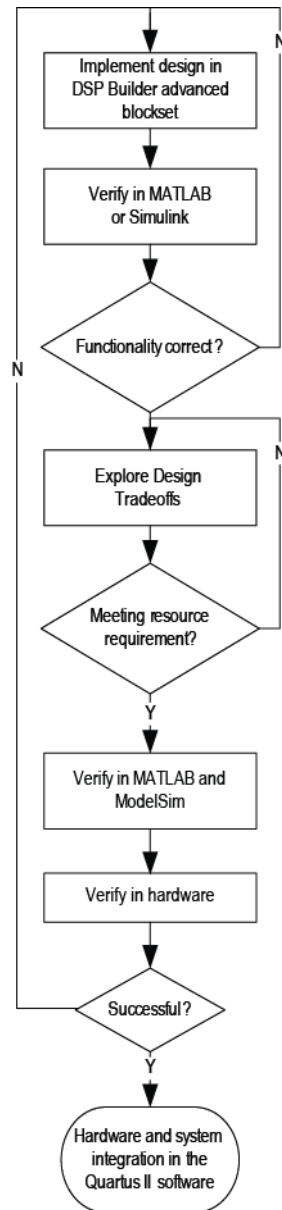 Implement design in
DSP Builder advanced
blockset
N
Verify in MATLAB
or Simulink
Functionality correct?
N
N
Explore Design
Tradeoffs
Meeting resource
requirement?
Y
Verify in MATLAB and
ModelSim
Verify in hardware
Successful?
Y
Hardware and system
integration in the
Quartus II software